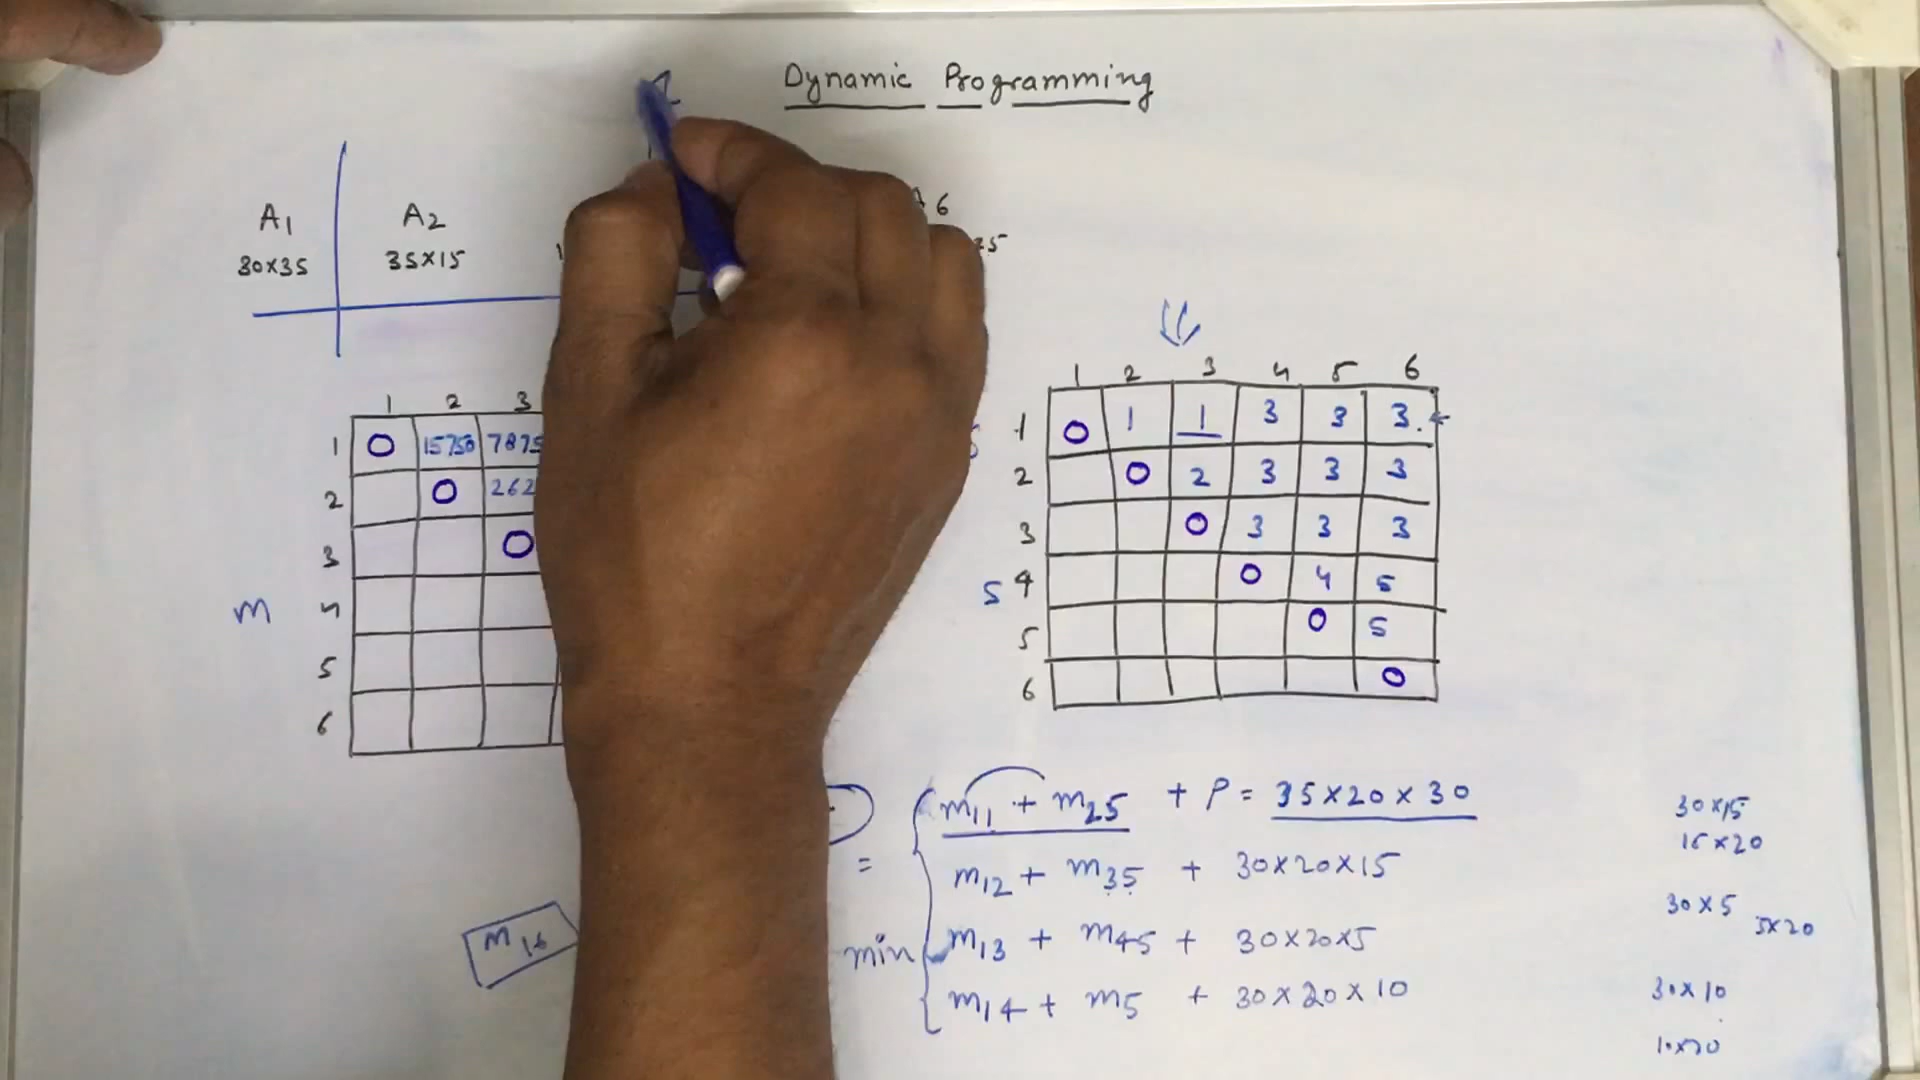 Dynamic Programming
A1 A2 6
30x35 35x15
1 2 3
1 0 15750 7875
2 0 262
3 0
m 4
5
6
1 2 3 4 5 6
1 0 1 1 3 3 3.
2 0 2 3 3 3
3 0 3 3 3
S 4 0 4 5
5 0 5
6 0
m11 + m25 + P = 35x20x30
= m12 + m35 + 30x20x15
min m13 + m45 + 30x20x5
m14 + m5 + 30x20x10
m16
30x15
15x20
30x5
5x20
30x10
10x20